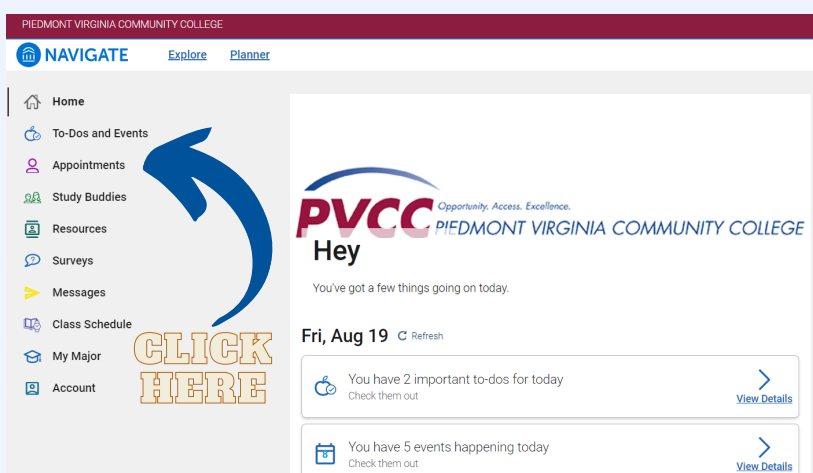 PIEDMONT VIRGINIA COMMUNITY COLLEGE
NAVIGATE Explore Planner
Home
To-Dos and Events
Appointments
Study Buddies
Resources
Surveys
Messages
Class Schedule
My Major
Account
CLICK
HERE
PVCC
Opportunity. Access. Excellence.
PIEDMONT VIRGINIA COMMUNITY COLLEGE
Hey
You've got a few things going on today.
Fri, Aug 19 Refresh
You have 2 important to-dos for today
Check them out
View Details
8
You have 5 events happening today
Check them out
View Details